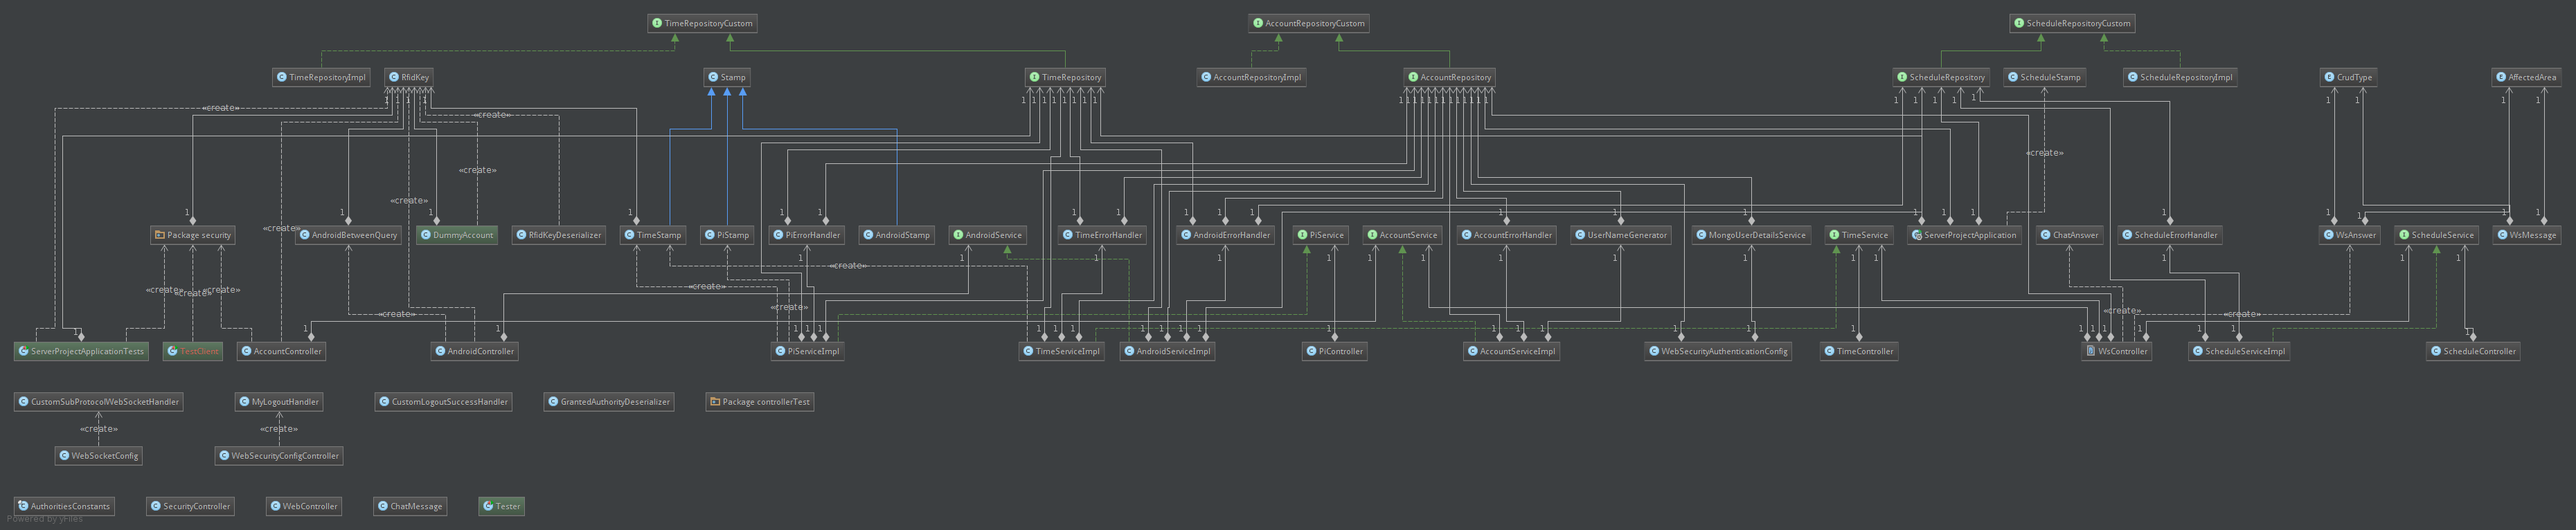 TimeRepositoryCustom
AccountRepositoryCustom
ScheduleRepositoryCustom
TimeRepositoryImpl
RfidKey
Stamp
TimeRepository
AccountRepositoryImpl
AccountRepository
ScheduleRepository
ScheduleStamp
ScheduleRepositoryImpl
CrudType
AffectedArea
«create»
«create»
«create»
«create»
«create»
«create»
Package security
AndroidBetweenQuery
DummyAccount
RfidKeyDeserializer
TimeStamp
PiStamp
PiErrorHandler
AndroidStamp
AndroidService
TimeErrorHandler
AndroidErrorHandler
PiService
AccountService
AccountErrorHandler
UserNameGenerator
MongoUserDetailsService
TimeService
ServerProjectApplication
ChatAnswer
ScheduleErrorHandler
WsAnswer
ScheduleService
WsMessage
«create»
«create»
«create»
«create»
«create»
«create»
«create»
«create»
«create»
ServerProjectApplicationTests
TestClient
AccountController
AndroidController
PiServiceImpl
TimeServiceImpl
AndroidServiceImpl
PiController
AccountServiceImpl
WebSecurityAuthenticationConfig
TimeController
WsController
ScheduleServiceImpl
ScheduleController
CustomSubProtocolWebSocketHandler
MyLogoutHandler
CustomLogoutSuccessHandler
GrantedAuthorityDeserializer
Package controllerTest
«create»
«create»
WebSocketConfig
WebSecurityConfigController
AuthoritiesConstants
SecurityController
WebController
ChatMessage
Tester
Powered by yFiles